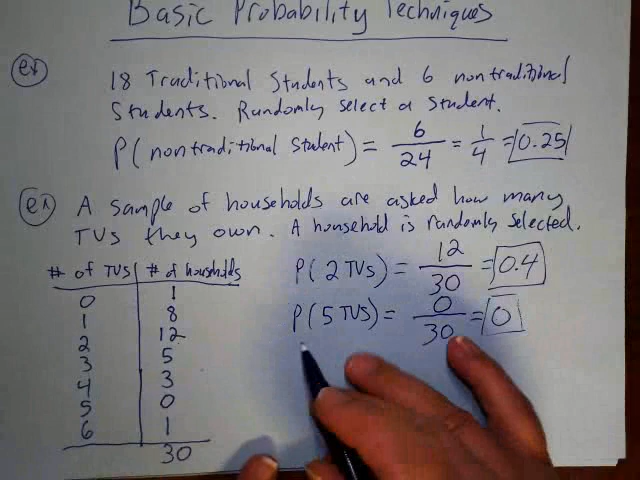 Basic Probability Techniques
ex
18 Traditional Students and 6 nontraditional
Students. Randomly select a student.
P(nontraditional student) = 6/24 = 1/4 = 0.25
ex
A sample of households are asked how many
TVs they own. A household is randomly selected.
# of TVs # of households
0 1
1 8
2 12
3 5
4 3
5 0
6 1
30
P(2 TVs) = 12/30 = 0.4
P(5 TVs) = 0/30 = 0